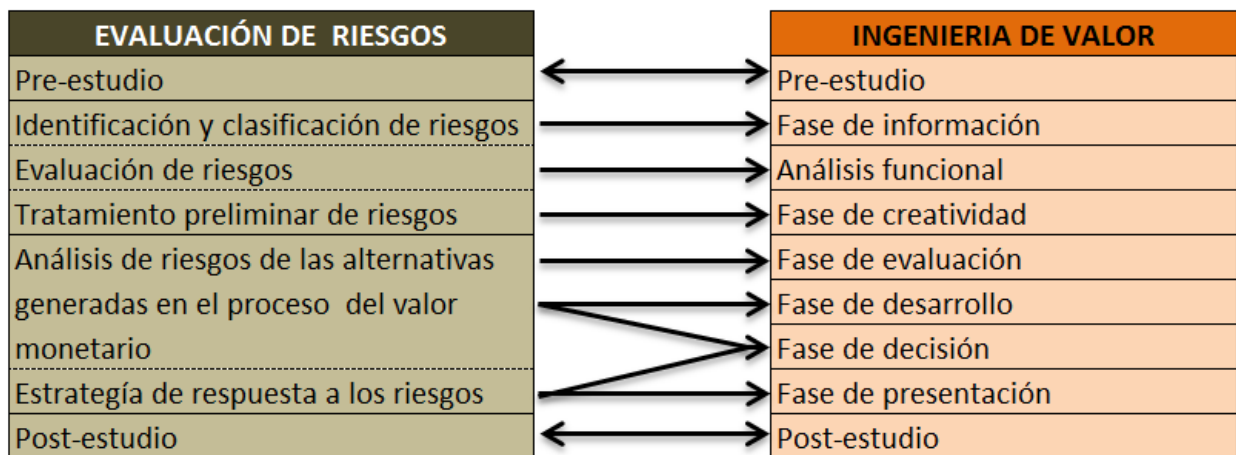 EVALUACIÓN DE RIESGOS
Pre-estudio
Identificación y clasificación de riesgos
Evaluación de riesgos
Tratamiento preliminar de riesgos
Análisis de riesgos de las alternativas
generadas en el proceso del valor
monetario
Estrategía de respuesta a los riesgos
Post-estudio
INGENIERIA DE VALOR
Pre-estudio
Fase de información
Análisis funcional
Fase de creatividad
Fase de evaluación
Fase de desarrollo
Fase de decisión
Fase de presentación
Post-estudio